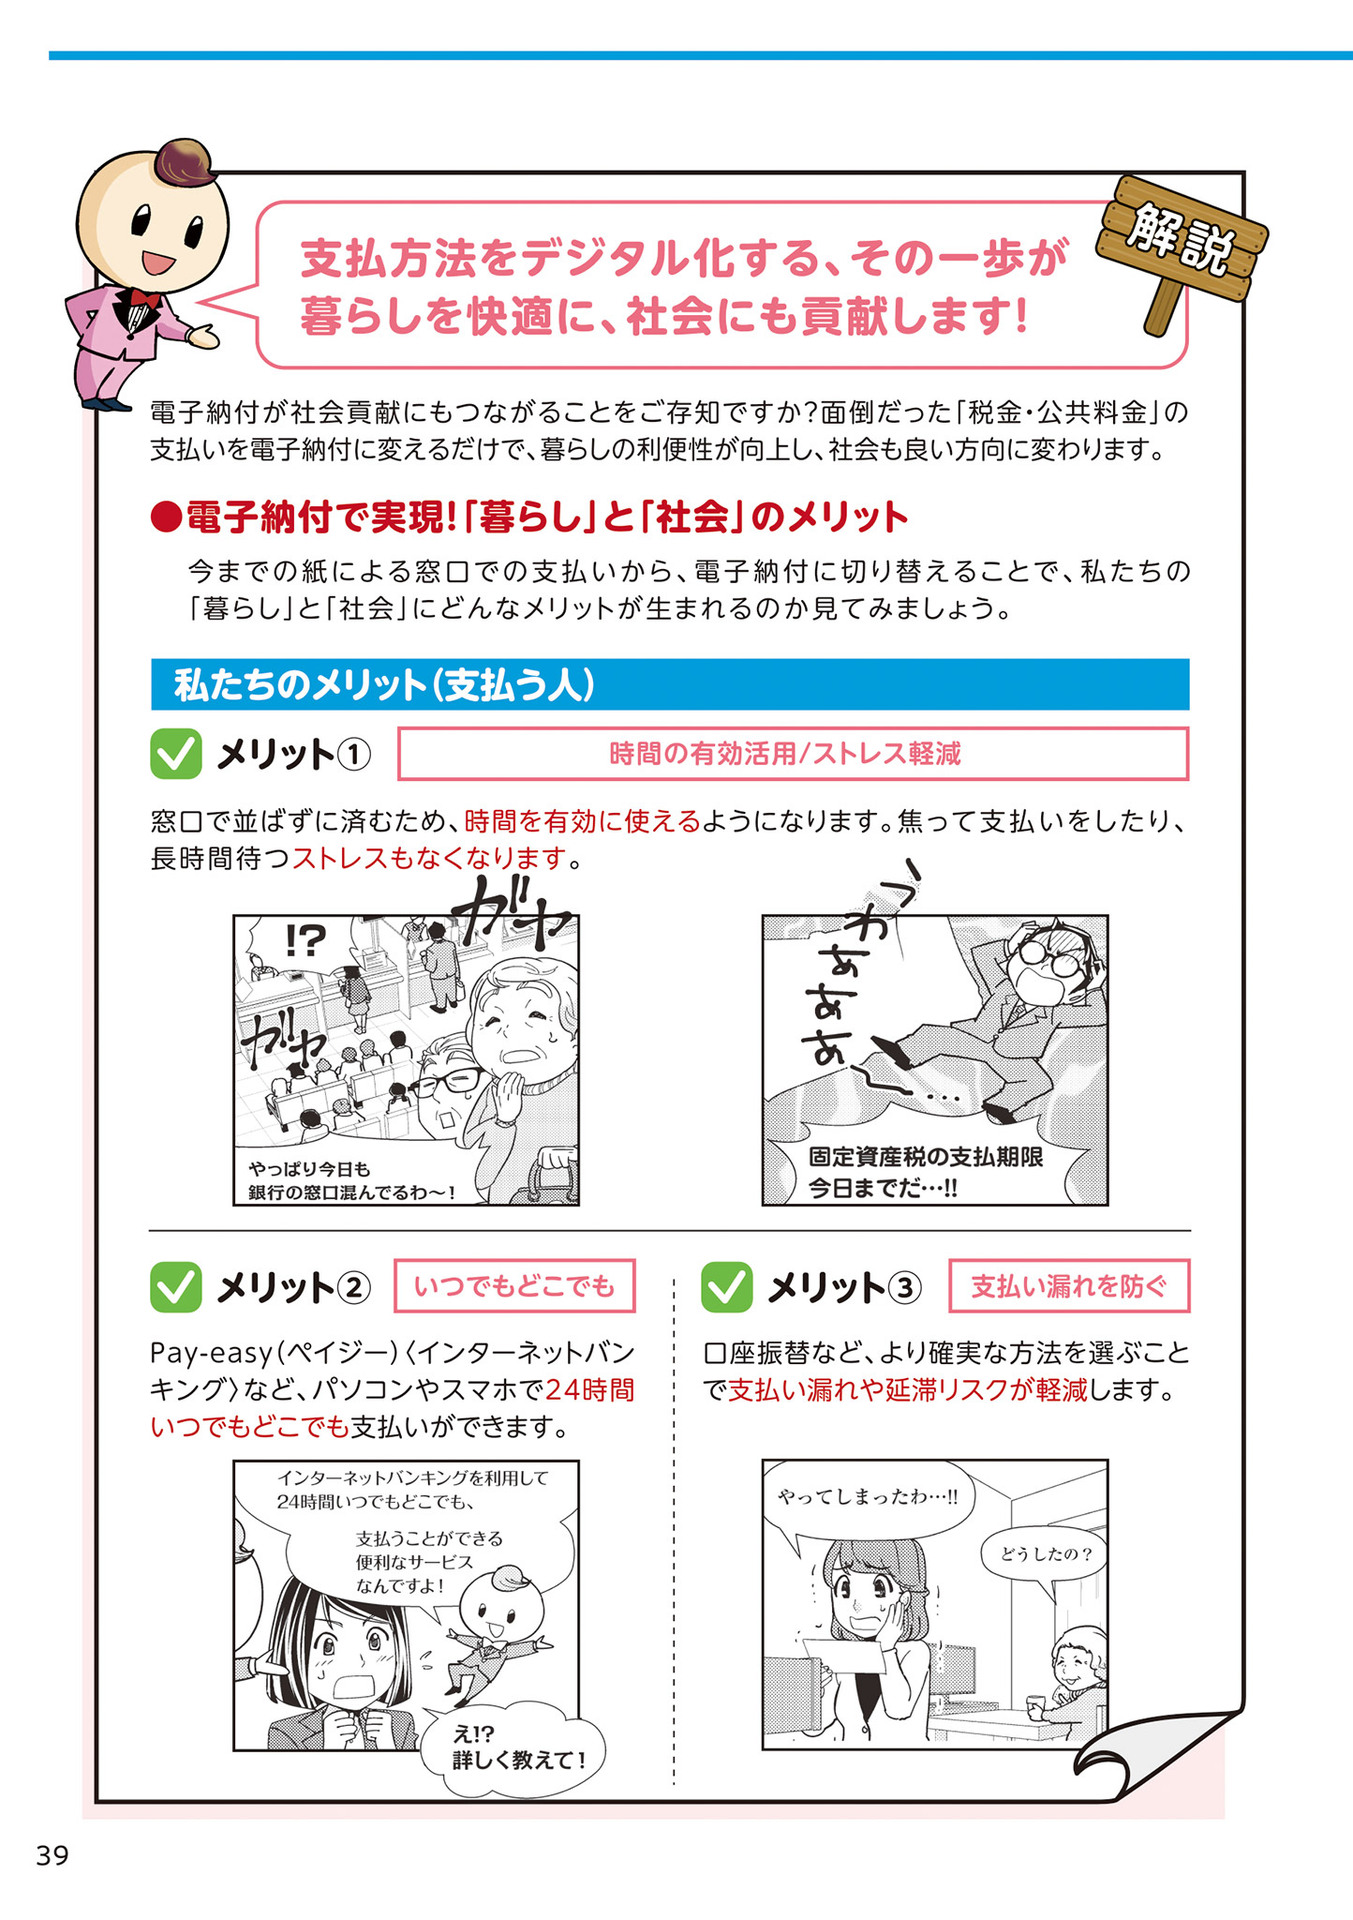 解説
支払方法をデジタル化する、その一歩が
暮らしを快適に、社会にも貢献します!
電子納付が社会貢献にもつながることをご存知ですか?面倒だった「税金・公共料金」の
支払いを電子納付に変えるだけで、暮らしの利便性が向上し、社会も良い方向に変わります。
●電子納付で実現!「暮らし」と「社会」のメリット
今までの紙による窓口での支払いから、電子納付に切り替えることで、私たちの
「暮らし」と「社会」にどんなメリットが生まれるのか見てみましょう。
私たちのメリット(支払う人)
メリット①
時間の有効活用/ストレス軽減
窓口で並ばずに済むため、時間を有効に使えるようになります。焦って支払いをしたり、
長時間待つストレスもなくなります。
ガヤ
!?
ガヤ
やっぱり今日も
銀行の窓口混んでるわ〜!
うわぁぁぁ〜…
固定資産税の支払期限
今日までだ…!!
メリット②
いつでもどこでも
Pay-easy(ペイジー)〈インターネットバン
キング〉など、パソコンやスマホで24時間
いつでもどこでも支払いができます。
インターネットバンキングを利用して
24時間いつでもどこでも、
支払うことができる
便利なサービス
なんですよ!
え!?
詳しく教えて!
メリット③
支払い漏れを防ぐ
口座振替など、より確実な方法を選ぶこと
で支払い漏れや延滞リスクが軽減します。
やってしまったわ…!!
どうしたの?
39